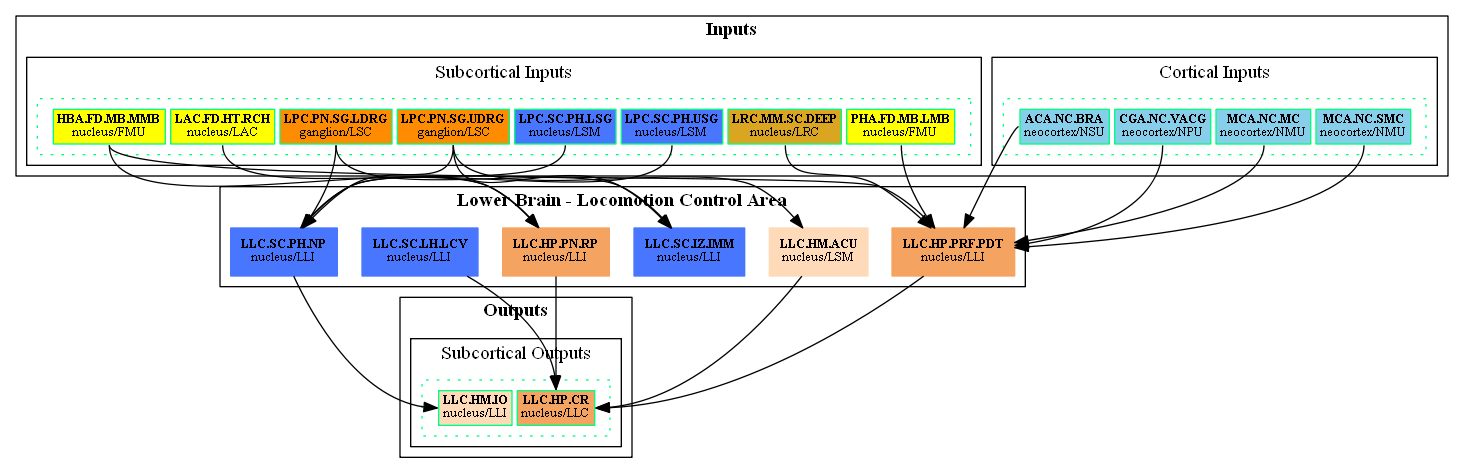 Inputs
Subcortical Inputs
Cortical Inputs
HBA.FD.MB.MMB
nucleus/FMU
LAC.FD.HT.RCH
nucleus/LAC
LPC.PN.SG.LDRG
ganglion/LSC
LPC.PN.SG.UDRG
ganglion/LSC
LPC.SC.PH.LSG
nucleus/LSM
LPC.SC.PH.USG
nucleus/LSM
LRC.MM.SC.DEEP
nucleus/LRC
PHA.FD.MB.LMB
nucleus/FMU
ACA.NC.BRA
neocortex/NSU
CGA.NC.VACG
neocortex/NPU
MCA.NC.MC
neocortex/NMU
MCA.NC.SMC
neocortex/NMU
Lower Brain - Locomotion Control Area
LLC.SC.PH.NP
nucleus/LLI
LLC.SC.LH.LCV
nucleus/LLI
LLC.HP.PN.RP
nucleus/LLI
LLC.SC.IZ.IMM
nucleus/LLI
LLC.HM.ACU
nucleus/LSM
LLC.HP.PRF.PDT
nucleus/LLI
Outputs
Subcortical Outputs
LLC.HM.IO
nucleus/LLI
LLC.HP.CR
nucleus/LLC